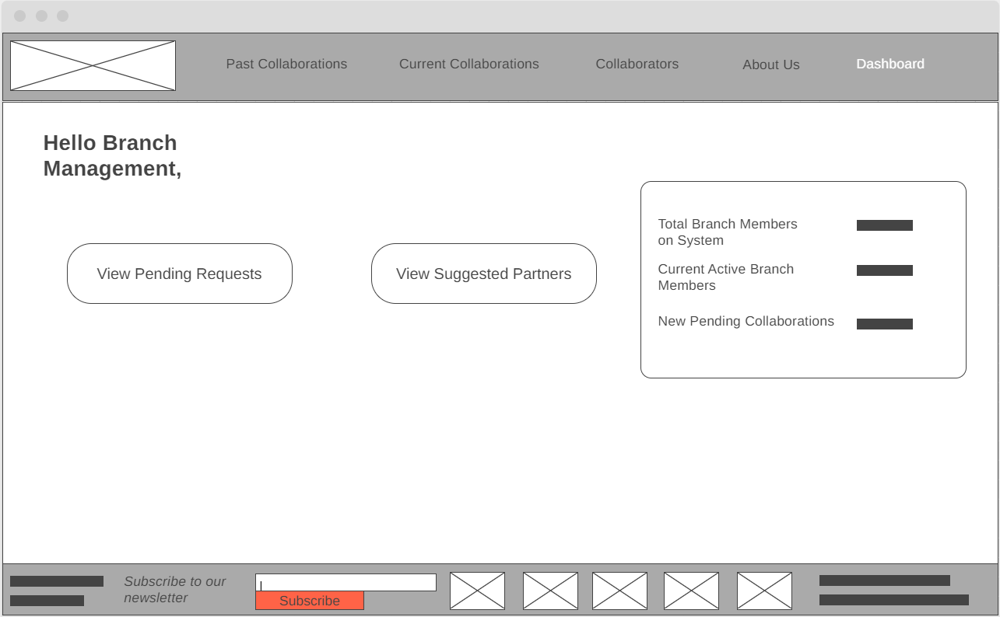 Past Collaborations
Current Collaborations
Collaborators
About Us
Dashboard
Hello Branch
Management,
View Pending Requests
View Suggested Partners
Total Branch Members
on System
Current Active Branch
Members
New Pending Collaborations
Subscribe to our
newsletter
Subscribe